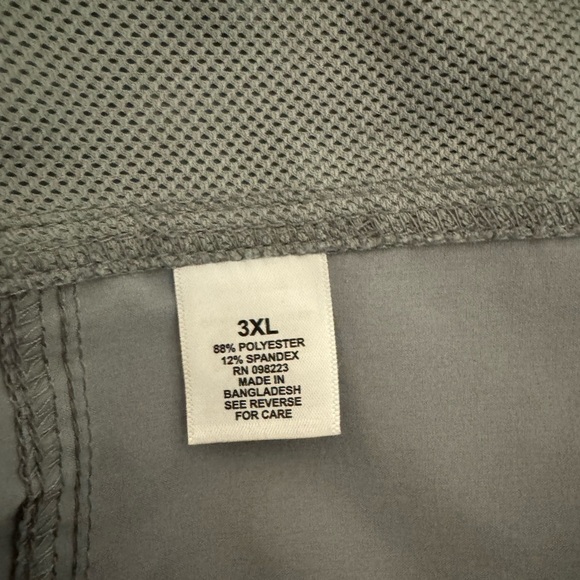 3XL
88% POLYESTER
12% SPANDEX
RN 098223
MADE IN
BANGLADESH
SEE REVERSE
FOR CARE